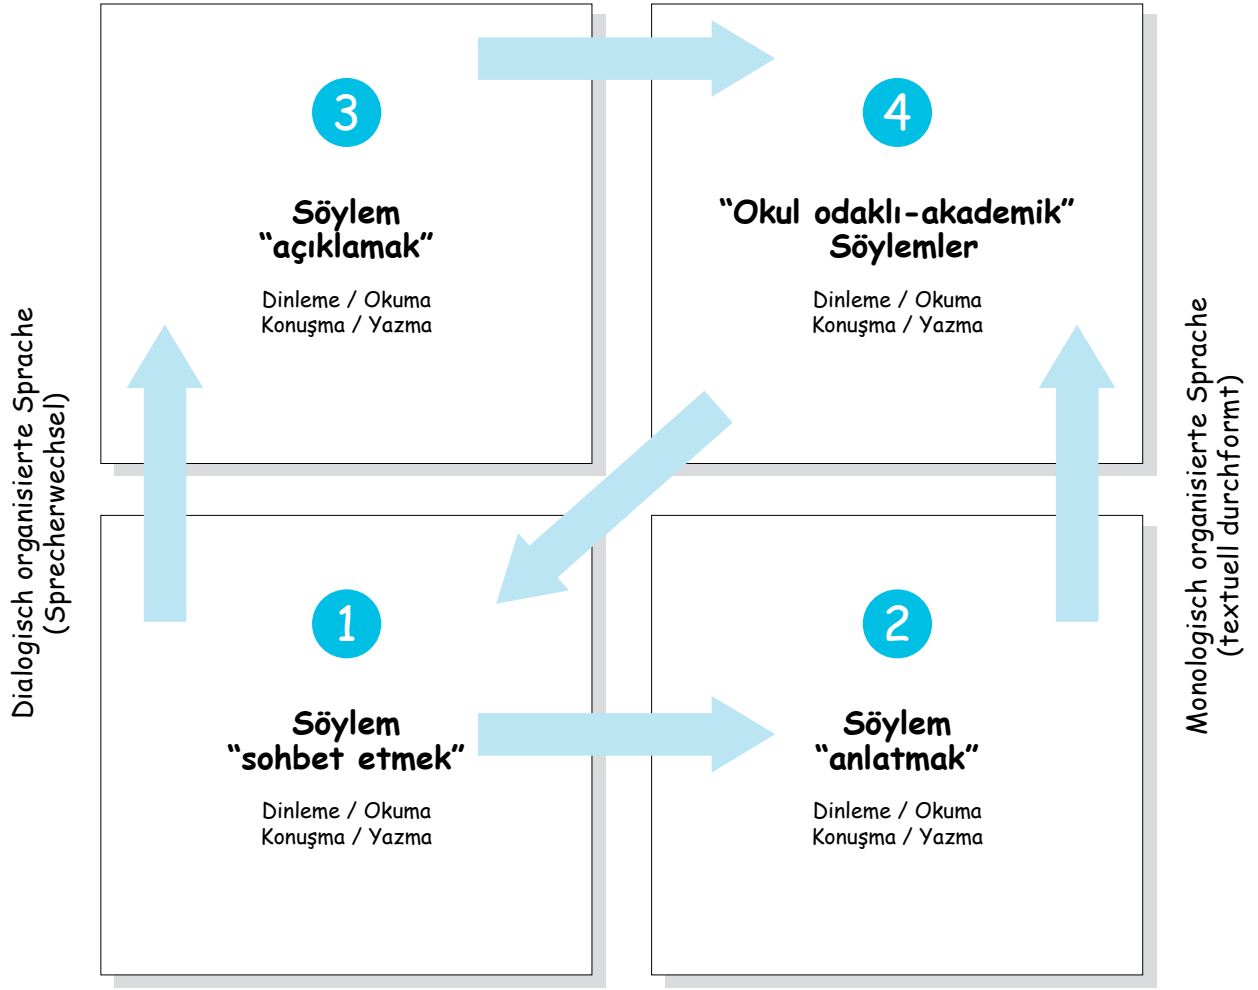 Dialogisch organisierte Sprache
(Sprecherwechsel)
3
Söylem
“açıklamak”
Dinleme / Okuma
Konuşma / Yazma
4
“Okul odaklı-akademik”
Söylemler
Dinleme / Okuma
Konuşma / Yazma
1
Söylem
“sohbet etmek”
Dinleme / Okuma
Konuşma / Yazma
2
Söylem
“anlatmak”
Dinleme / Okuma
Konuşma / Yazma
Monologisch organisierte Sprache
(textuell durchformt)